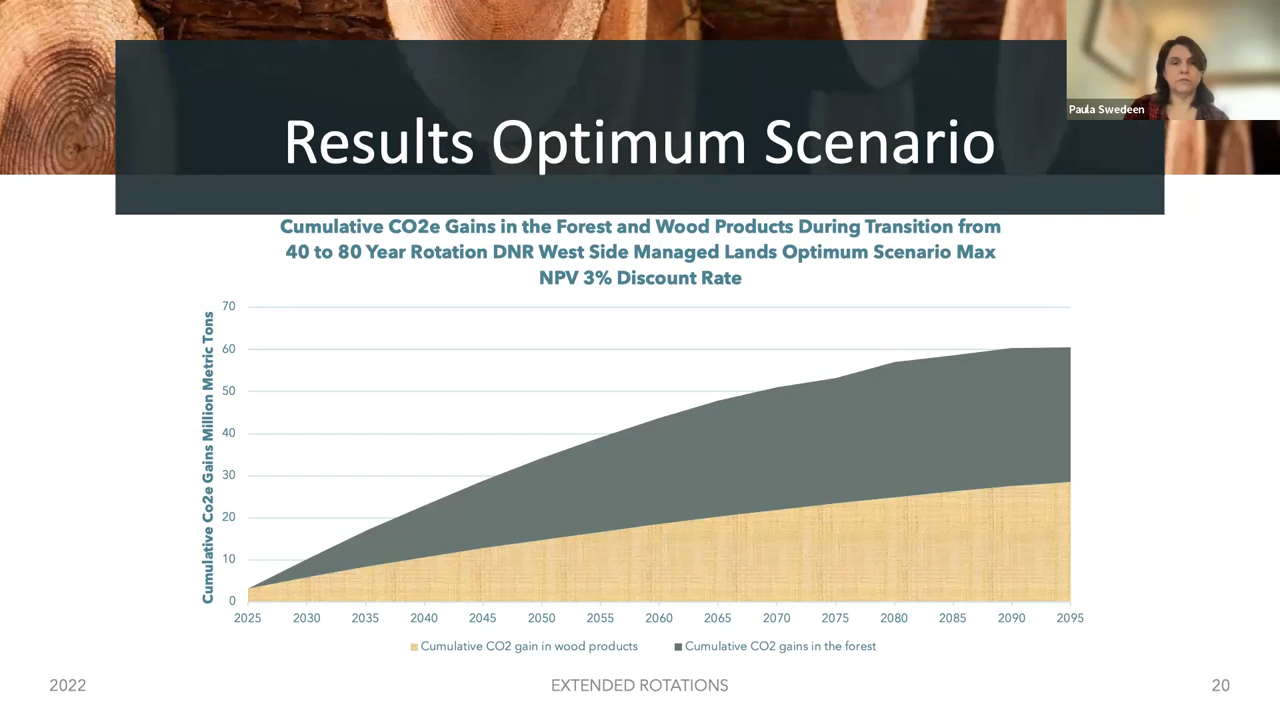 Results Optimum Scenario
Paula Swedeen
Cumulative CO2e Gains in the Forest and Wood Products During Transition from
40 to 80 Year Rotation DNR West Side Managed Lands Optimum Scenario Max
NPV 3% Discount Rate
Cumulative Co2e Gains Million Metric Tons
70
60
50
40
30
20
10
0
2025 2030 2035 2040 2045 2050 2055 2060 2065 2070 2075 2080 2085 2090 2095
Cumulative CO2 gain in wood products Cumulative CO2 gains in the forest
2022 EXTENDED ROTATIONS 20